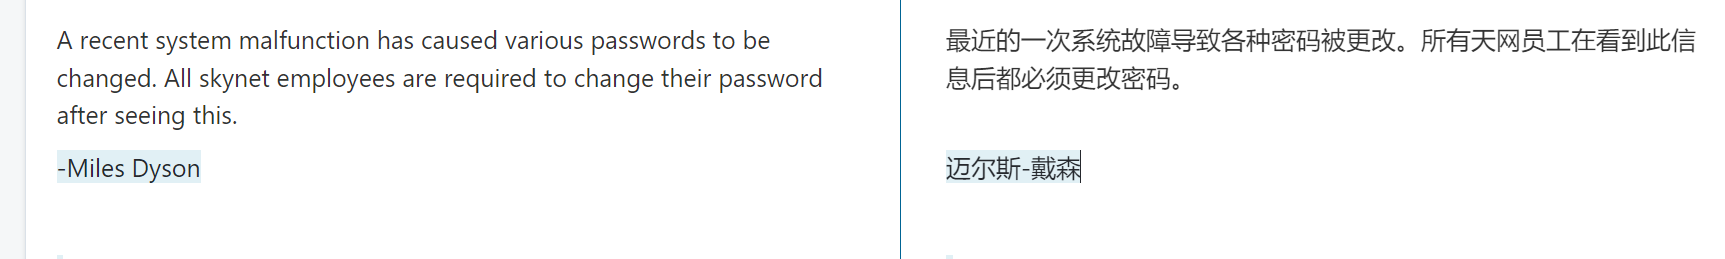 A recent system malfunction has caused various passwords to be
changed. All skynet employees are required to change their password
after seeing this.
-Miles Dyson
最近的一次系统故障导致各种密码被更改。所有天网员工在看到此信
息后都必须更改密码。
迈尔斯-戴森